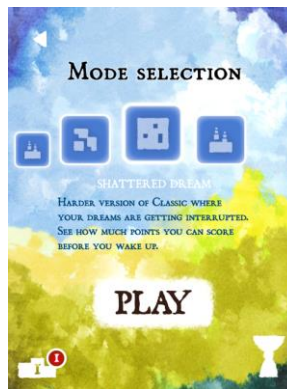 Mode selection
SHATTERED DREAM
Harder version of Classic where
your dreams are getting interrupted.
See how much points you can score
before you wake up.
PLAY
1